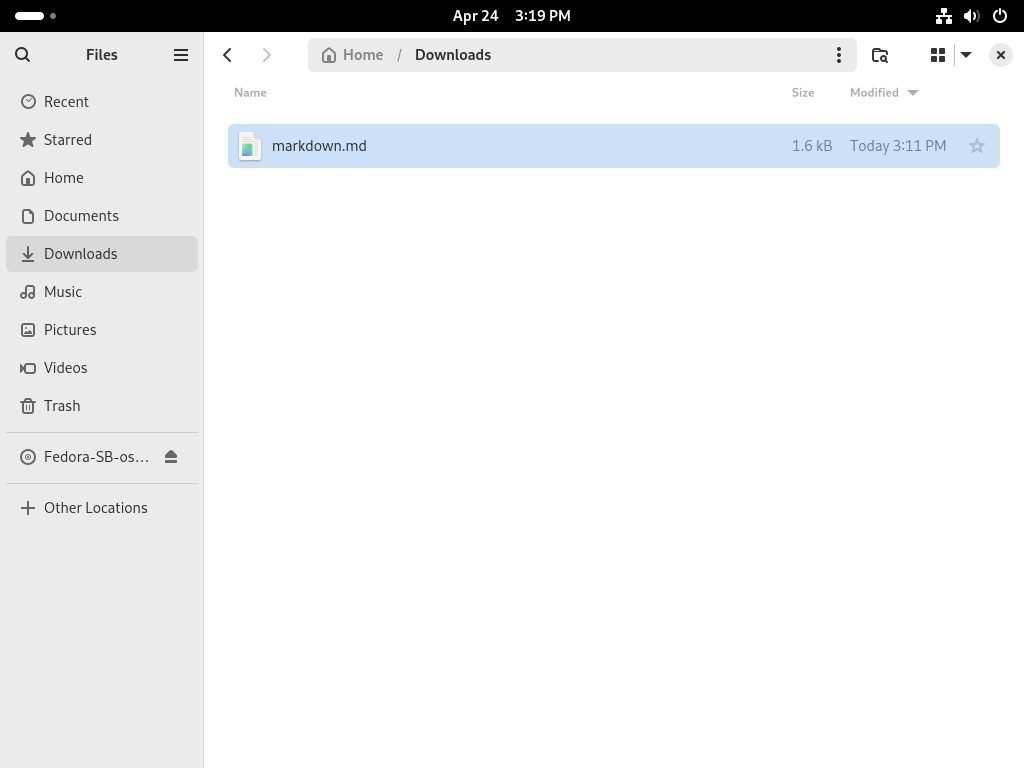 Apr 24 3:19 PM
Files
Home / Downloads
Name Size Modified
Recent
Starred
Home
Documents
Downloads
Music
Pictures
Videos
Trash
Fedora-SB-os…
Other Locations
markdown.md 1.6 kB Today 3:11 PM